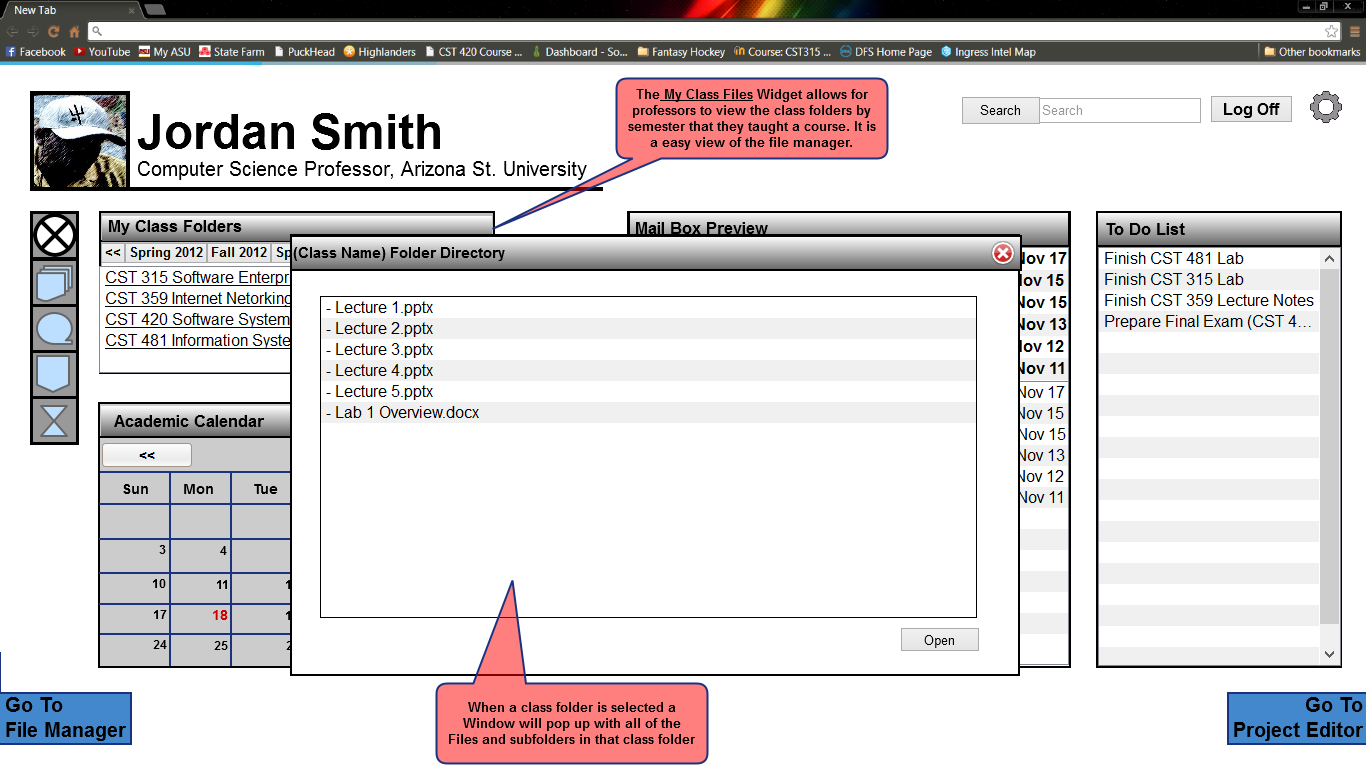 New Tab
Facebook YouTube My ASU State Farm PuckHead Highlanders CST 420 Course ... Dashboard - So... Fantasy Hockey Course: CST315 ... DFS Home Page Ingress Intel Map Other bookmarks
The My Class Files Widget allows for
professors to view the class folders by
semester that they taught a course. It is
a easy view of the file manager.
Search Search Log Off
Jordan Smith
Computer Science Professor, Arizona St. University
My Class Folders
<< Spring 2012 Fall 2012 Sp
CST 315 Software Enterpr
CST 359 Internet Netorking
CST 420 Software System
CST 481 Information Syste
Mail Box Preview
Nov 17
Nov 15
Nov 15
Nov 13
Nov 12
Nov 11
Nov 17
Nov 15
Nov 15
Nov 13
Nov 12
Nov 11
To Do List
Finish CST 481 Lab
Finish CST 315 Lab
Finish CST 359 Lecture Notes
Prepare Final Exam (CST 4...
(Class Name) Folder Directory
- Lecture 1.pptx
- Lecture 2.pptx
- Lecture 3.pptx
- Lecture 4.pptx
- Lecture 5.pptx
- Lab 1 Overview.docx
Open
Academic Calendar
<<
Sun Mon Tue
3 4
10 11 1
17 18 1
24 25 2
When a class folder is selected a
Window will pop up with all of the
Files and subfolders in that class folder
Go To
File Manager
Go To
Project Editor